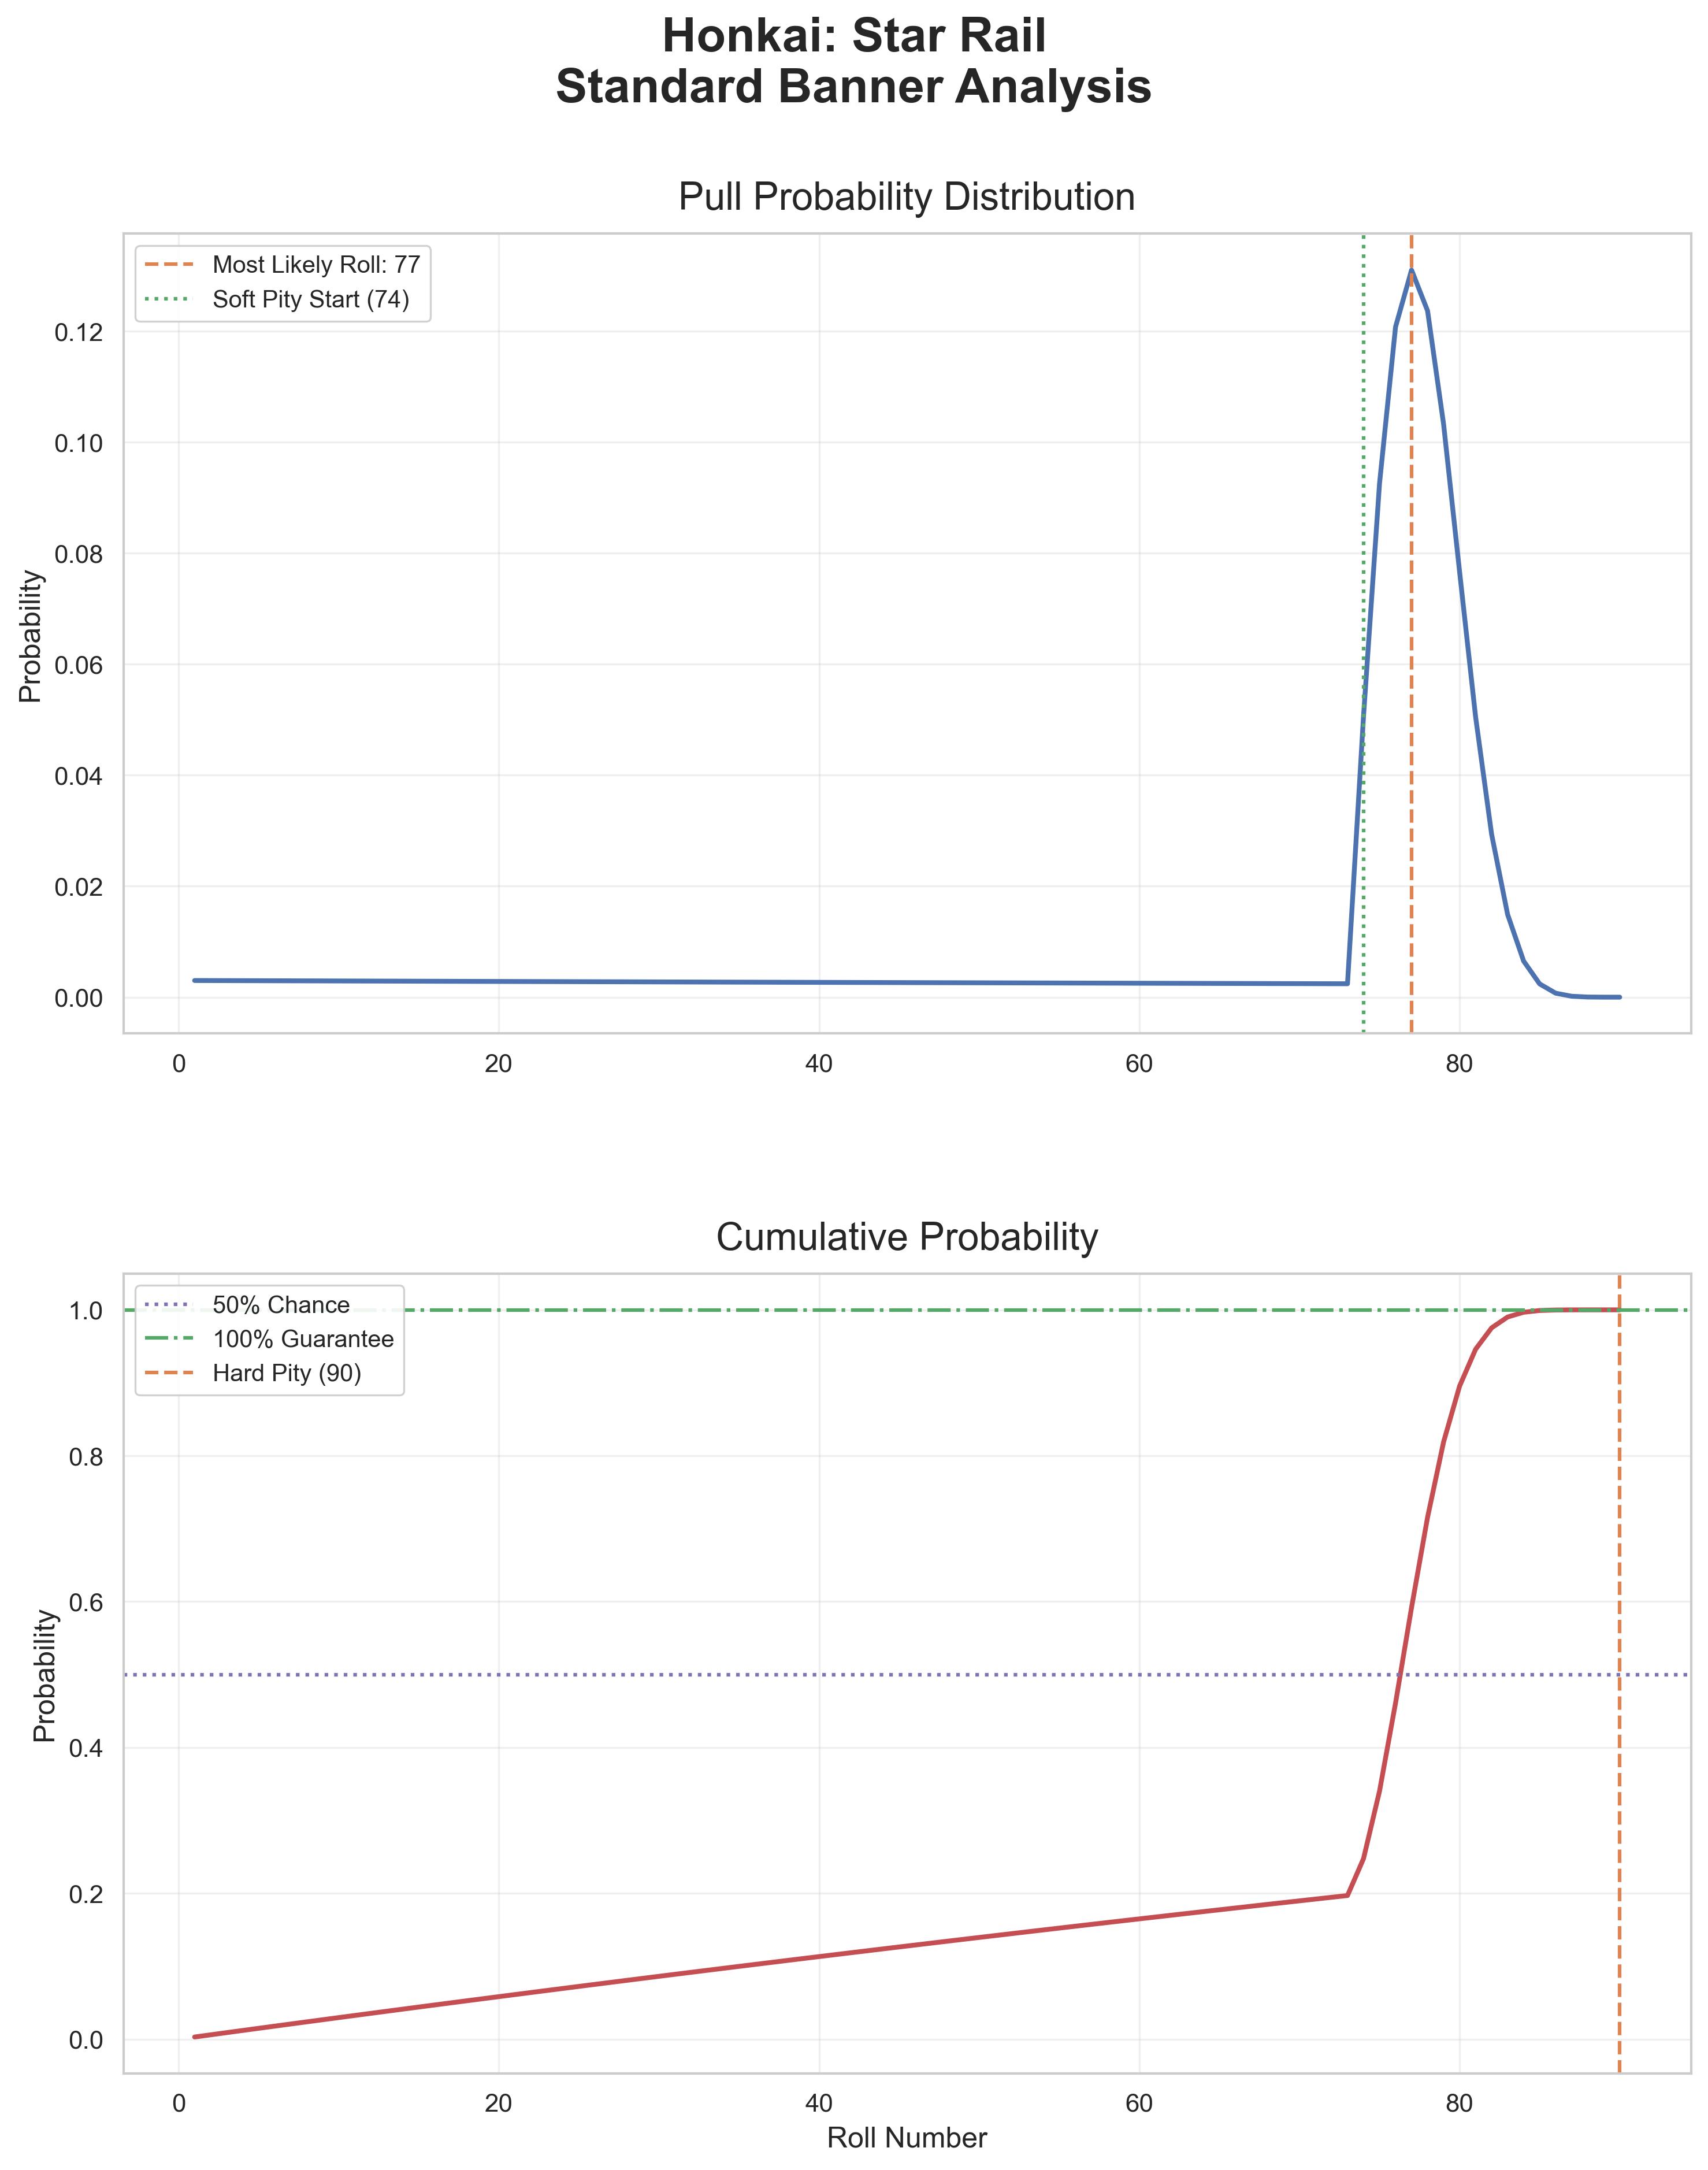 Honkai: Star Rail
Standard Banner Analysis
Pull Probability Distribution
Most Likely Roll: 77
Soft Pity Start (74)
Probability
0.12
0.10
0.08
0.06
0.04
0.02
0.00
0 20 40 60 80
Cumulative Probability
50% Chance
100% Guarantee
Hard Pity (90)
Probability
1.0
0.8
0.6
0.4
0.2
0.0
0 20 40 60 80
Roll Number